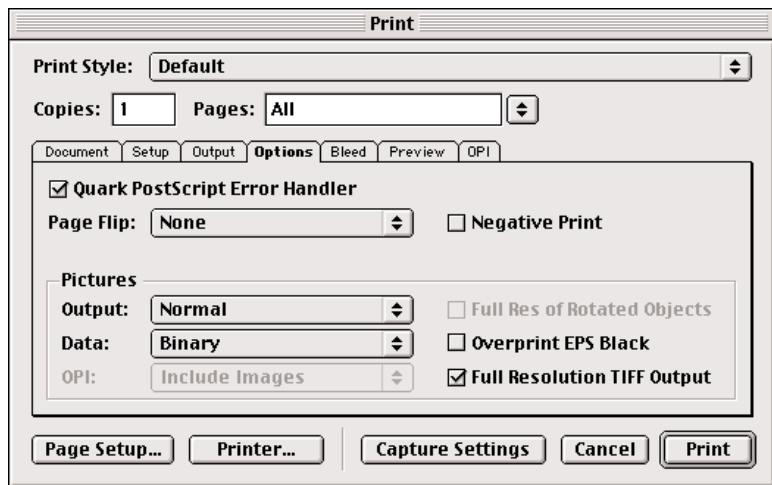 Print
Print Style: Default
Copies: 1 Pages: All
Document Setup Output Options Bleed Preview OPI
Quark PostScript Error Handler
Page Flip: None Negative Print
Pictures
Output: Normal Full Res of Rotated Objects
Data: Binary Overprint EPS Black
OPI: Include Images Full Resolution TIFF Output
Page Setup... Printer... Capture Settings Cancel Print